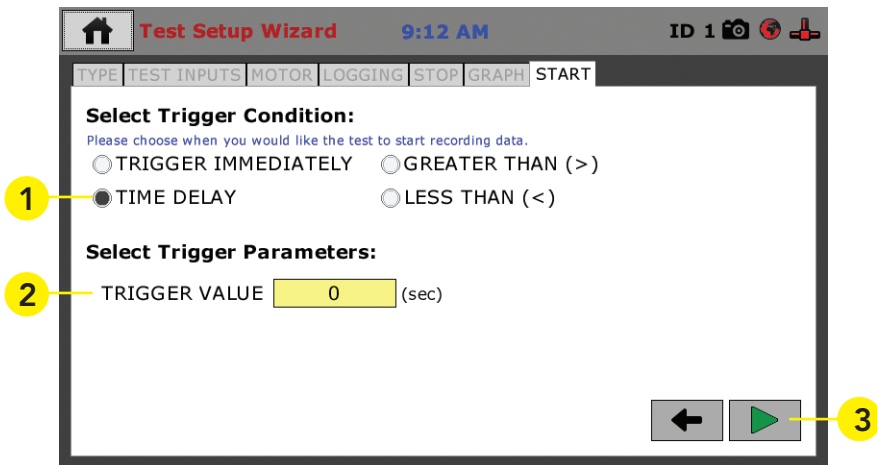 Test Setup Wizard 9:12 AM ID 1
TYPE TEST INPUTS MOTOR LOGGING STOP GRAPH START
Select Trigger Condition:
Please choose when you would like the test to start recording data.
TRIGGER IMMEDIATELY GREATER THAN (>)
1 TIME DELAY LESS THAN (<)
Select Trigger Parameters:
2 TRIGGER VALUE 0 (sec)
3